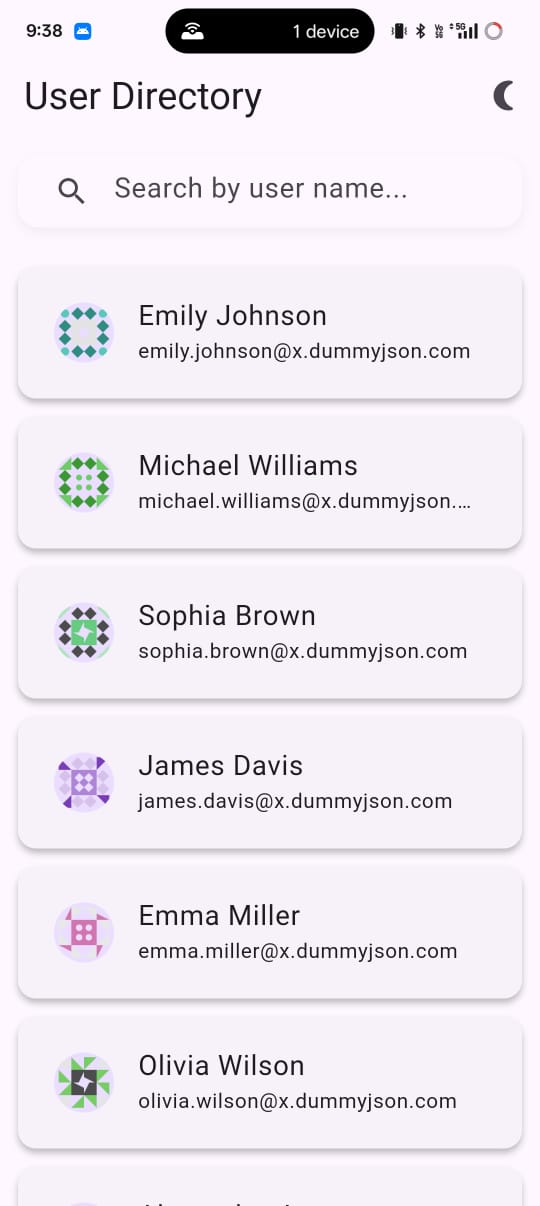 9:38
1 device
5G
User Directory
Search by user name...
Emily Johnson
emily.johnson@x.dummyjson.com
Michael Williams
michael.williams@x.dummyjson....
Sophia Brown
sophia.brown@x.dummyjson.com
James Davis
james.davis@x.dummyjson.com
Emma Miller
emma.miller@x.dummyjson.com
Olivia Wilson
olivia.wilson@x.dummyjson.com